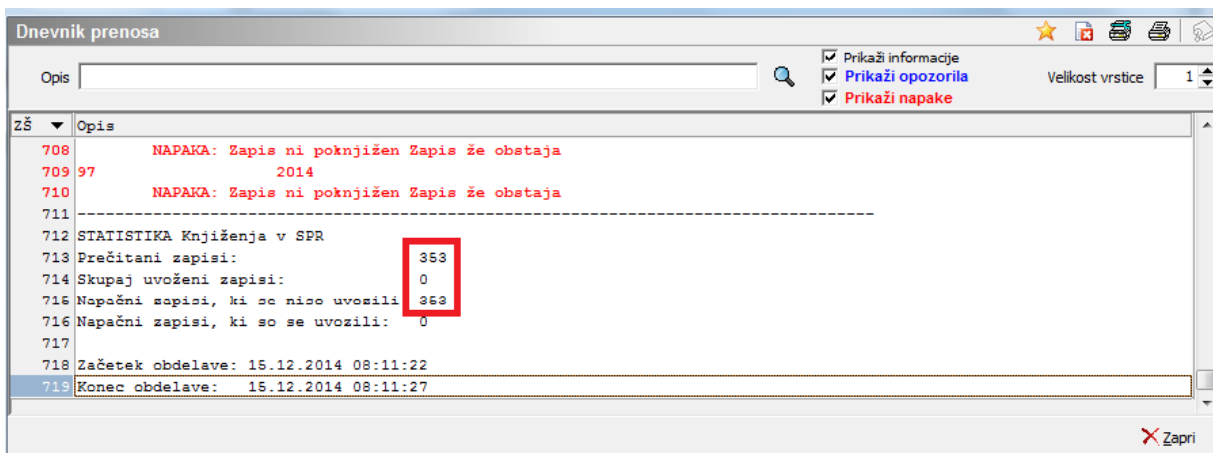 Dnevnik prenosa
Opis
Prikaži informacije
Prikaži opozorila
Prikaži napake
Velikost vrstice 1
ZŠ Opis
708 NAPAKA: Zapis ni poknjižen Zapis že obstaja
709 97 2014
710 NAPAKA: Zapis ni poknjižen Zapis že obstaja
711 ------------------------------------------------------------------------------------
712 STATISTIKA Knjiženja v SPR
713 Prečitani zapisi: 353
714 Skupaj uvoženi zapisi: 0
715 Napačni zapisi, ki so niso uvozili 353
716 Napačni zapisi, ki so se uvozili: 0
717
718 Začetek obdelave: 15.12.2014 08:11:22
719 Konec obdelave: 15.12.2014 08:11:27
Zapri